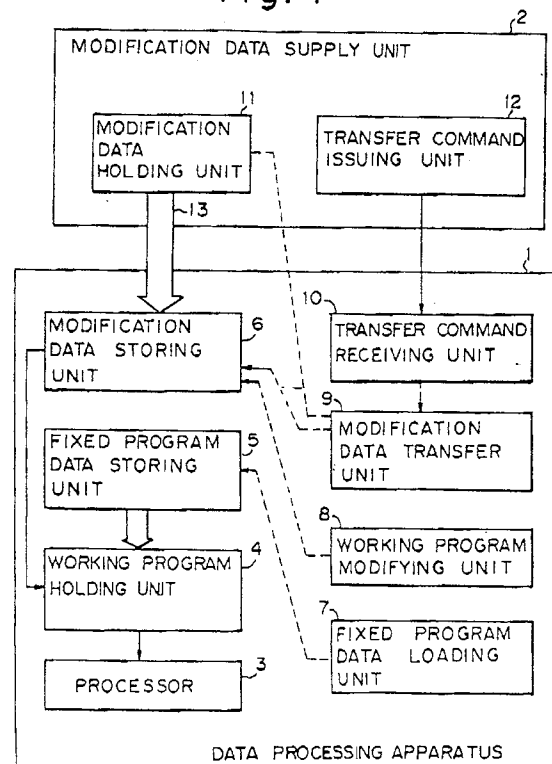 Fig. 1
2
MODIFICATION DATA SUPPLY UNIT
11
MODIFICATION
DATA
HOLDING UNIT
12
TRANSFER COMMAND
ISSUING UNIT
13
1
MODIFICATION
DATA STORING
UNIT
6
10
TRANSFER COMMAND
RECEIVING UNIT
9
MODIFICATION
DATA TRANSFER
UNIT
FIXED PROGRAM
DATA STORING
UNIT
5
8
WORKING PROGRAM
MODIFYING UNIT
WORKING PROGRAM
HOLDING UNIT
4
7
FIXED PROGRAM
DATA LOADING
UNIT
PROCESSOR
3
DATA PROCESSING APPARATUS